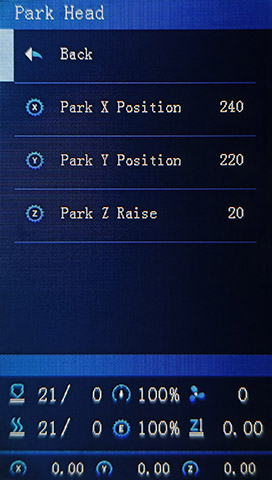 Park Head
Back
X Park X Position 240
Y Park Y Position 220
Z Park Z Raise 20
21/ 0 100% 0
21/ 0 E 100% Z 0.00
X 0.00 Y 0.00 Z 0.00